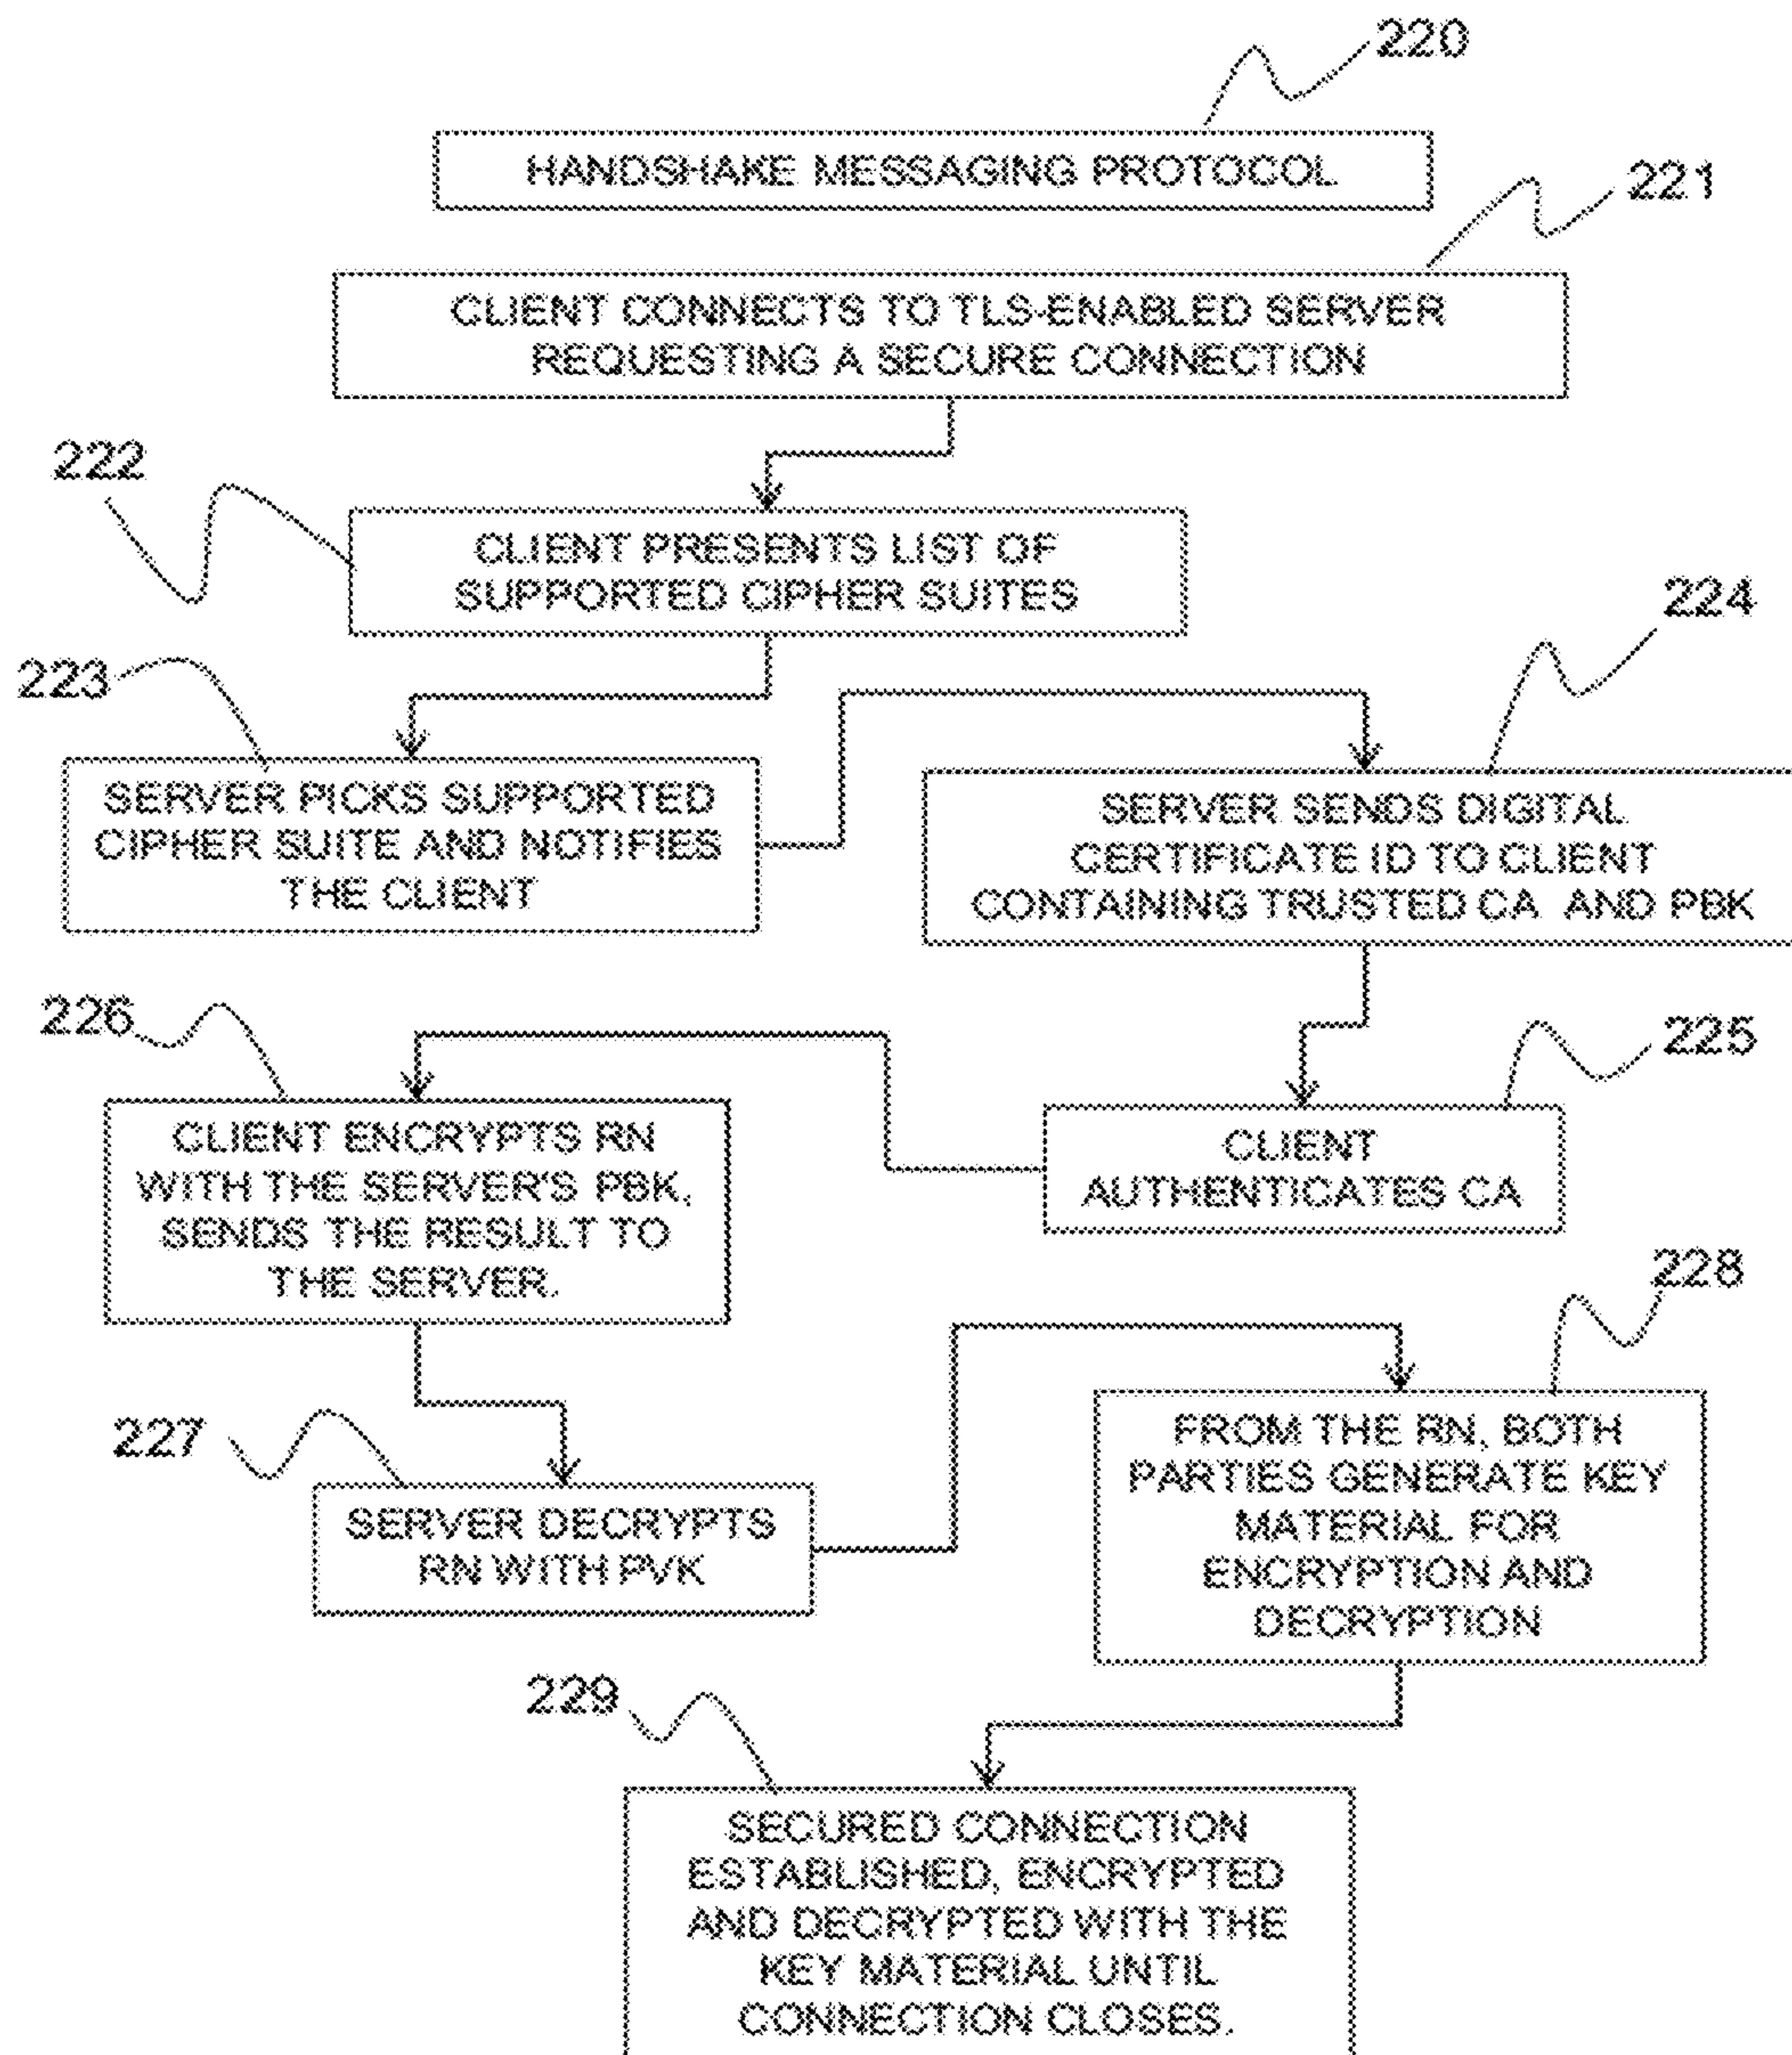 220
HANDSHAKE MESSAGING PROTOCOL
221
CLIENT CONNECTS TO TLS-ENABLED SERVER
REQUESTING A SECURE CONNECTION
222
CLIENT PRESENTS LIST OF
SUPPORTED CIPHER SUITES
223
SERVER PICKS SUPPORTED
CIPHER SUITE AND NOTIFIES
THE CLIENT
224
SERVER SENDS DIGITAL
CERTIFICATE ID TO CLIENT
CONTAINING TRUSTED CA AND PBK
225
CLIENT
AUTHENTICATES CA
226
CLIENT ENCRYPTS RN
WITH THE SERVER'S PBK,
SENDS THE RESULT TO
THE SERVER.
227
SERVER DECRYPTS
RN WITH PVK
228
FROM THE RN, BOTH
PARTIES GENERATE KEY
MATERIAL FOR
ENCRYPTION AND
DECRYPTION
229
SECURED CONNECTION
ESTABLISHED, ENCRYPTED
AND DECRYPTED WITH THE
KEY MATERIAL UNTIL
CONNECTION CLOSES.